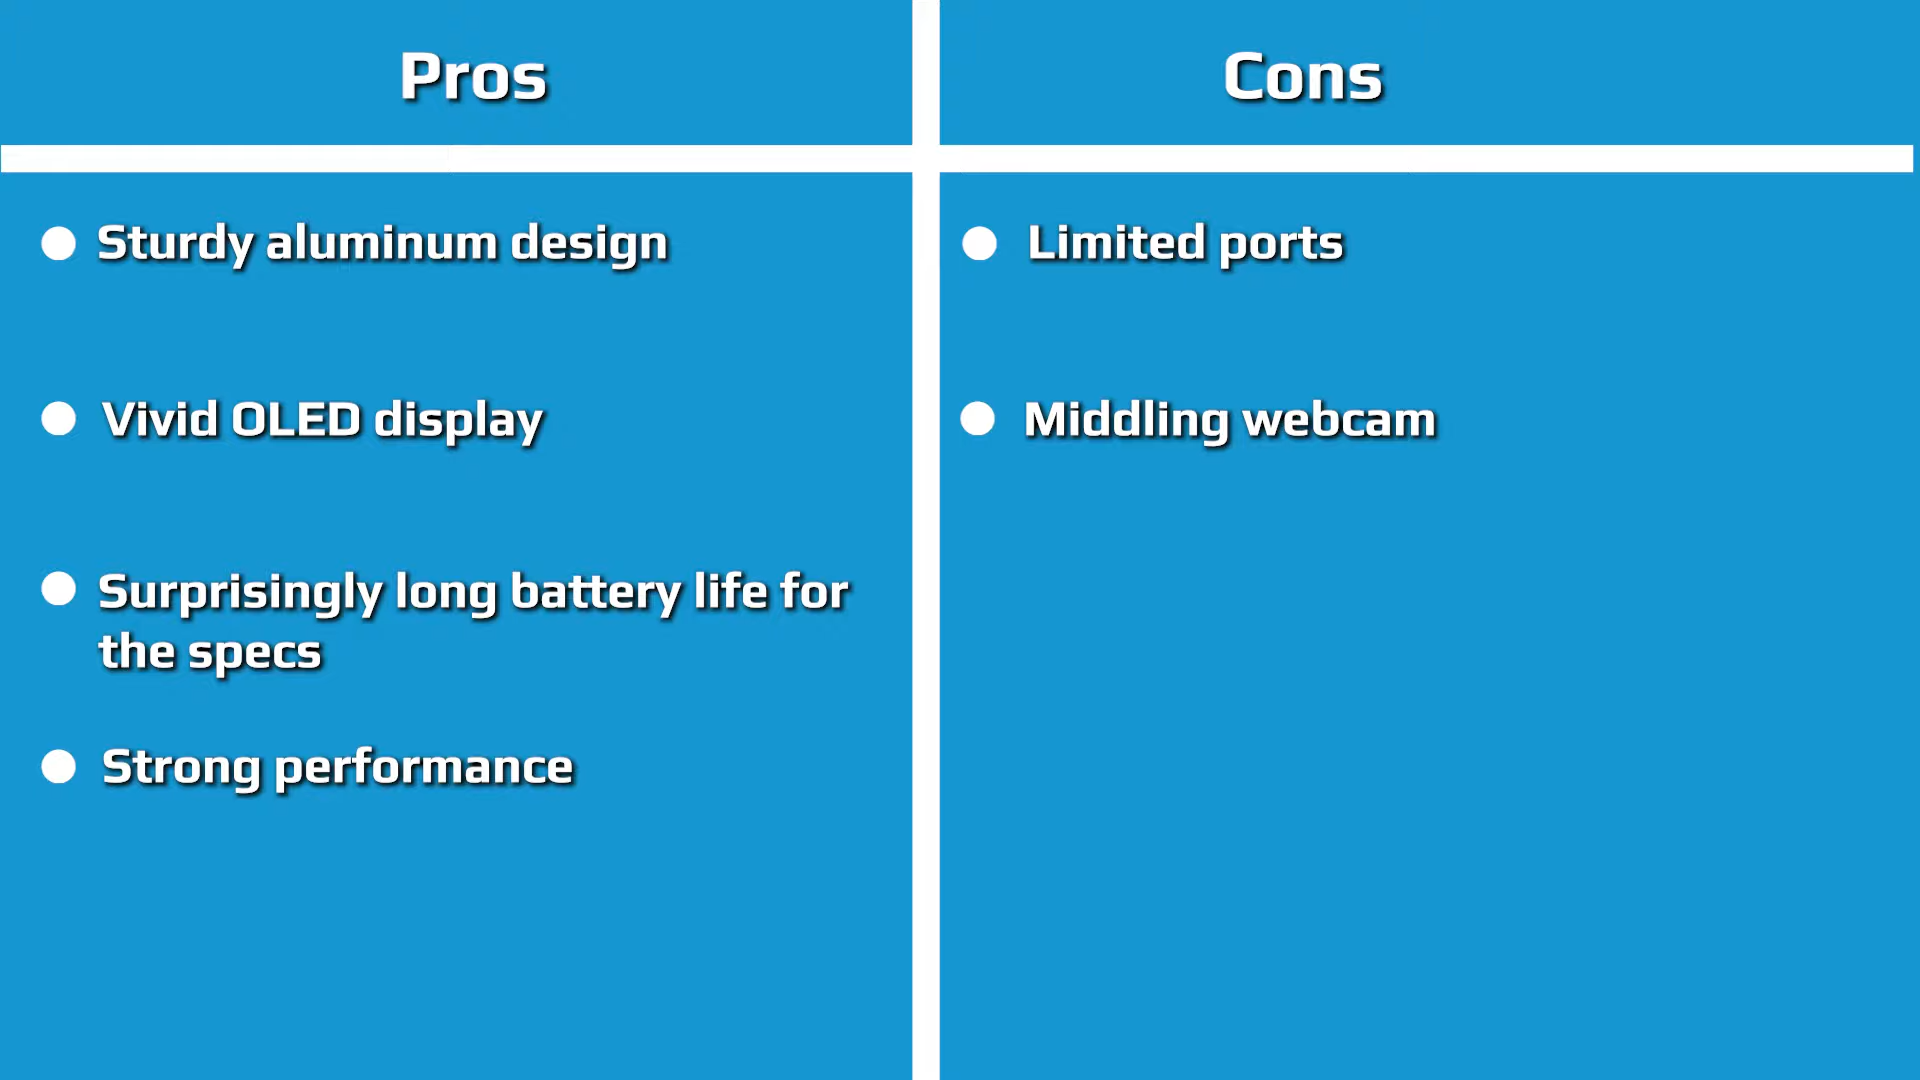 Pros
Cons
Sturdy aluminum design
Vivid OLED display
Surprisingly long battery life for
the specs
Strong performance
Limited ports
Middling webcam